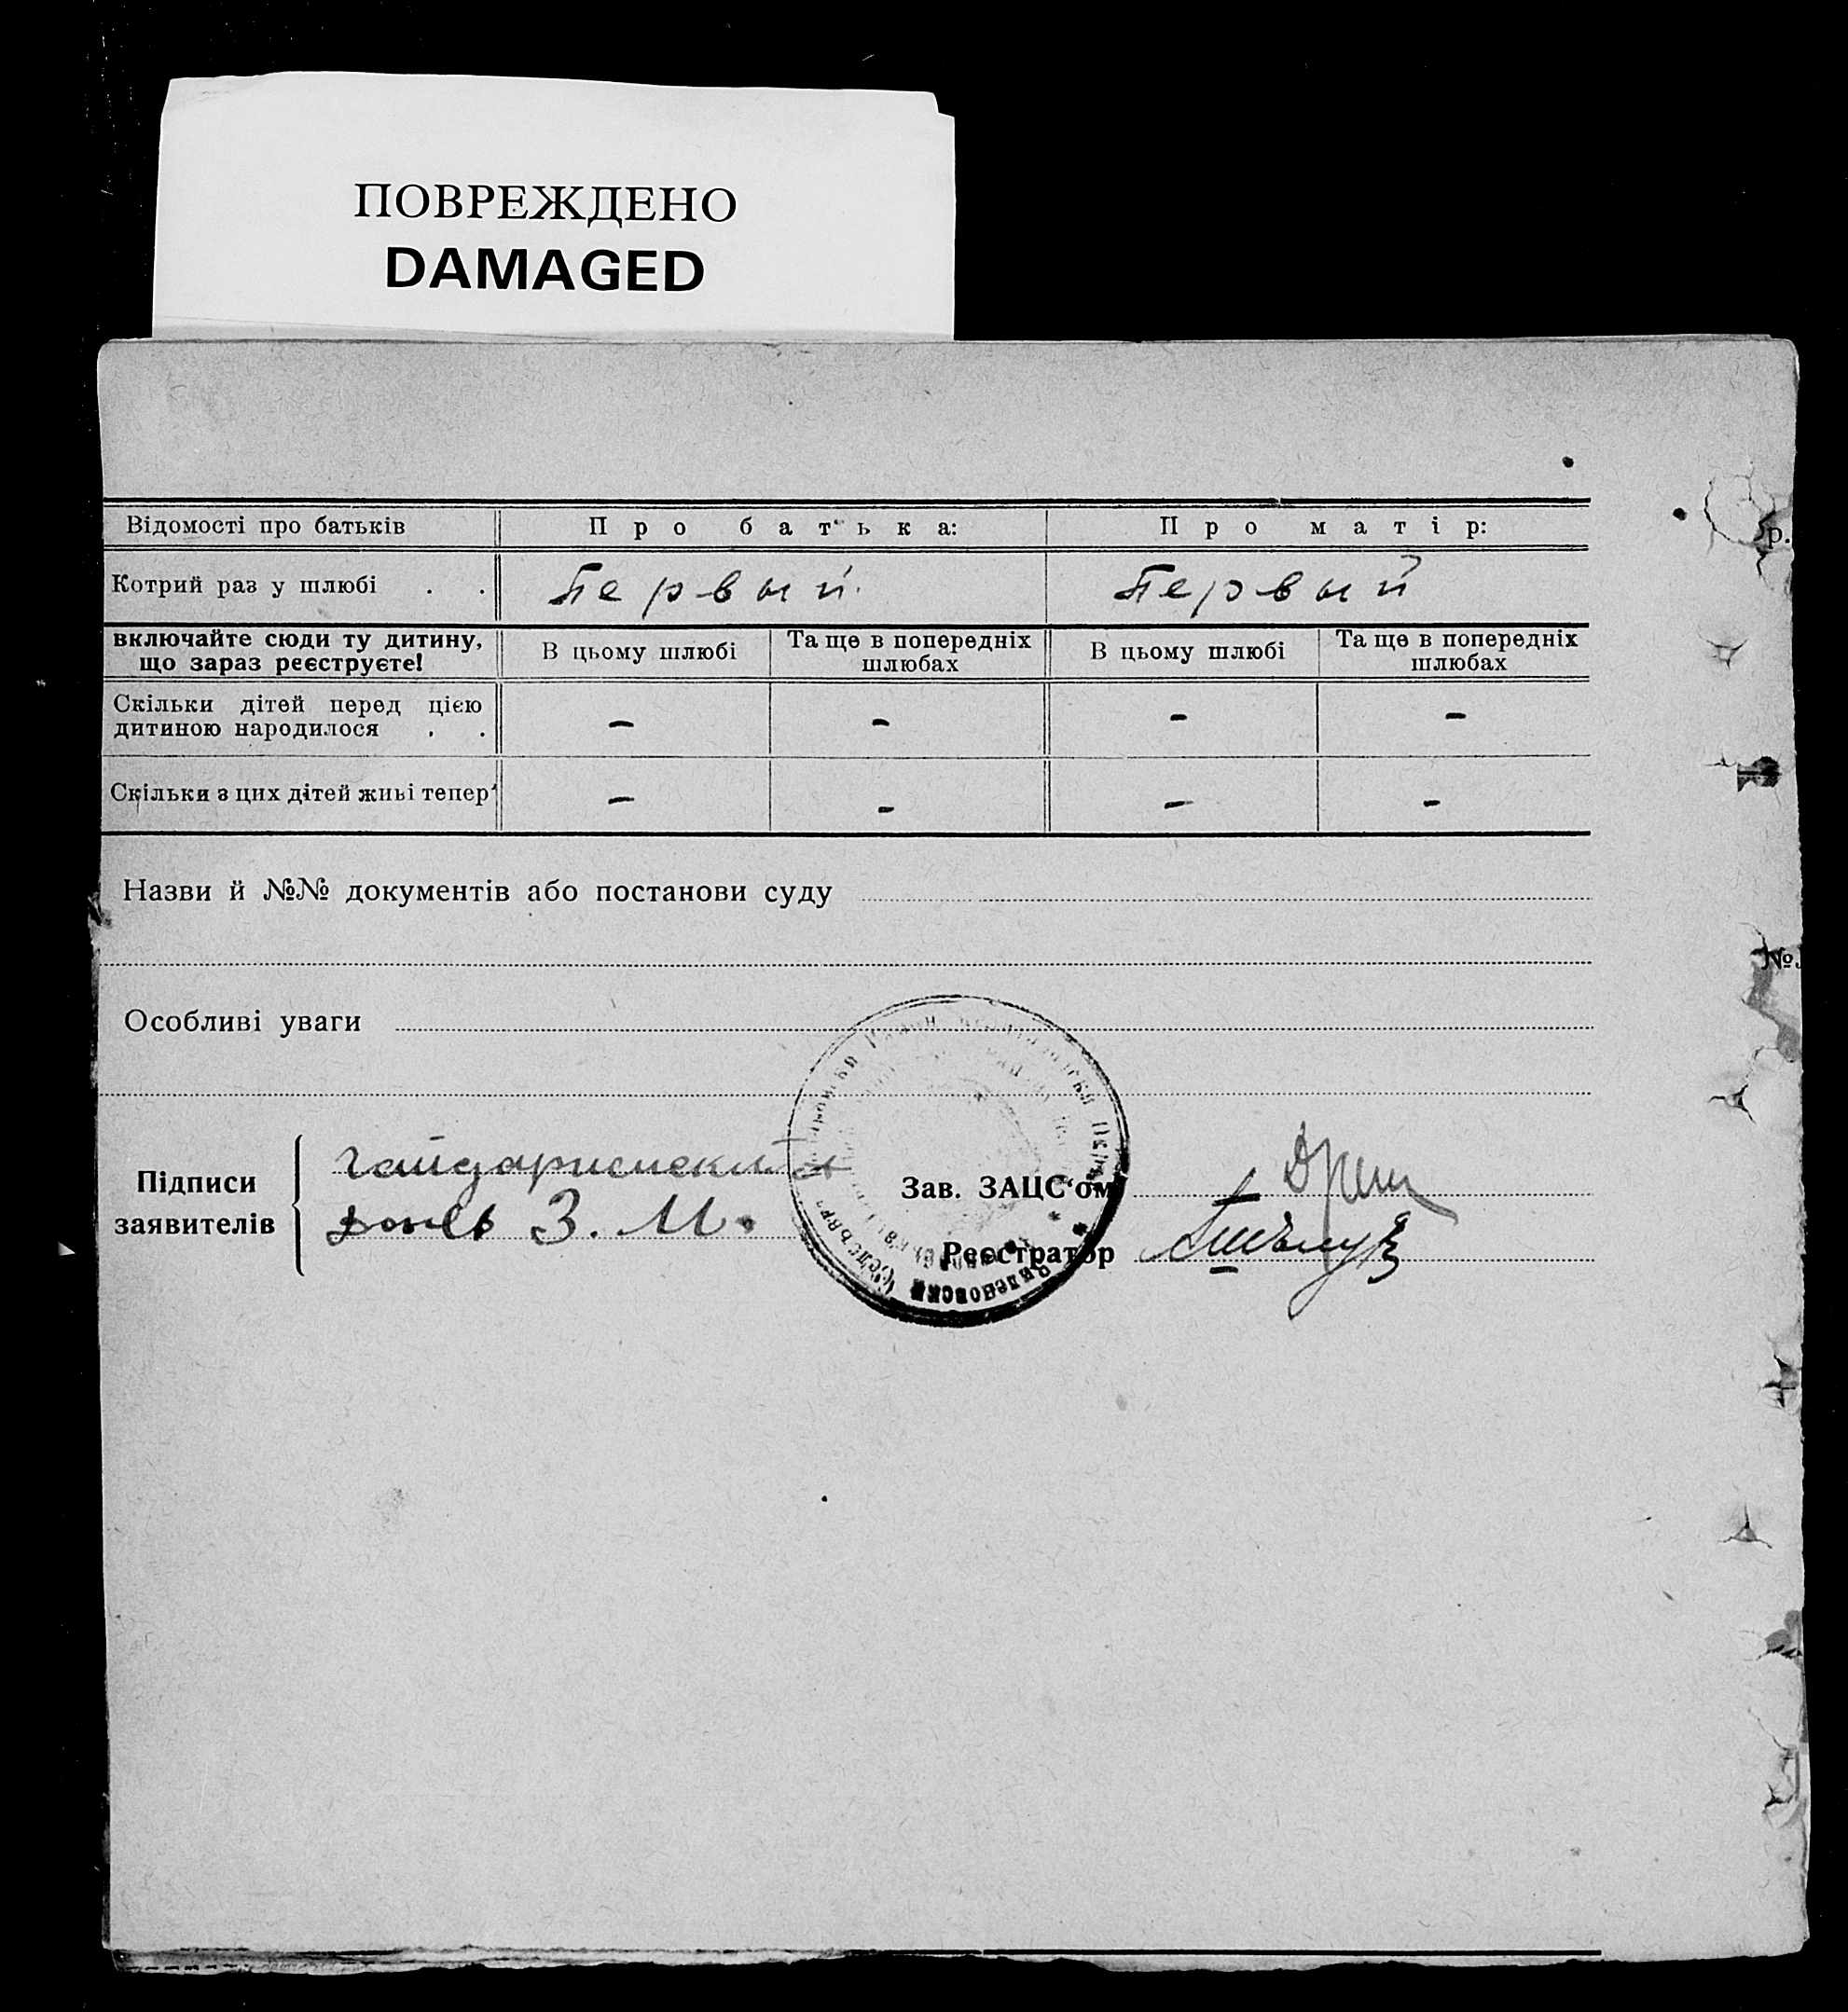 ПОВРЕЖДЕНО
DAMAGED
Відомості про батьків
Про батька:
Про матір:
р.
Котрий раз у шлюбі . .
Первый.
Первый
включайте сюди ту дитину,
що зараз реєструєте!
В цьому шлюбі
Та ще в попередніх
шлюбах
В цьому шлюбі
Та ще в попередніх
шлюбах
Скільки дітей перед цією
дитиною народилося . .
–
–
–
–
Скільки з цих дітей живі тепер
–
–
–
–
Назви й №№ документів або постанови суду
№
Особливі уваги
Підписи
заявителів
З. М.
Зав. ЗАЦС‘ом
Реєстратор